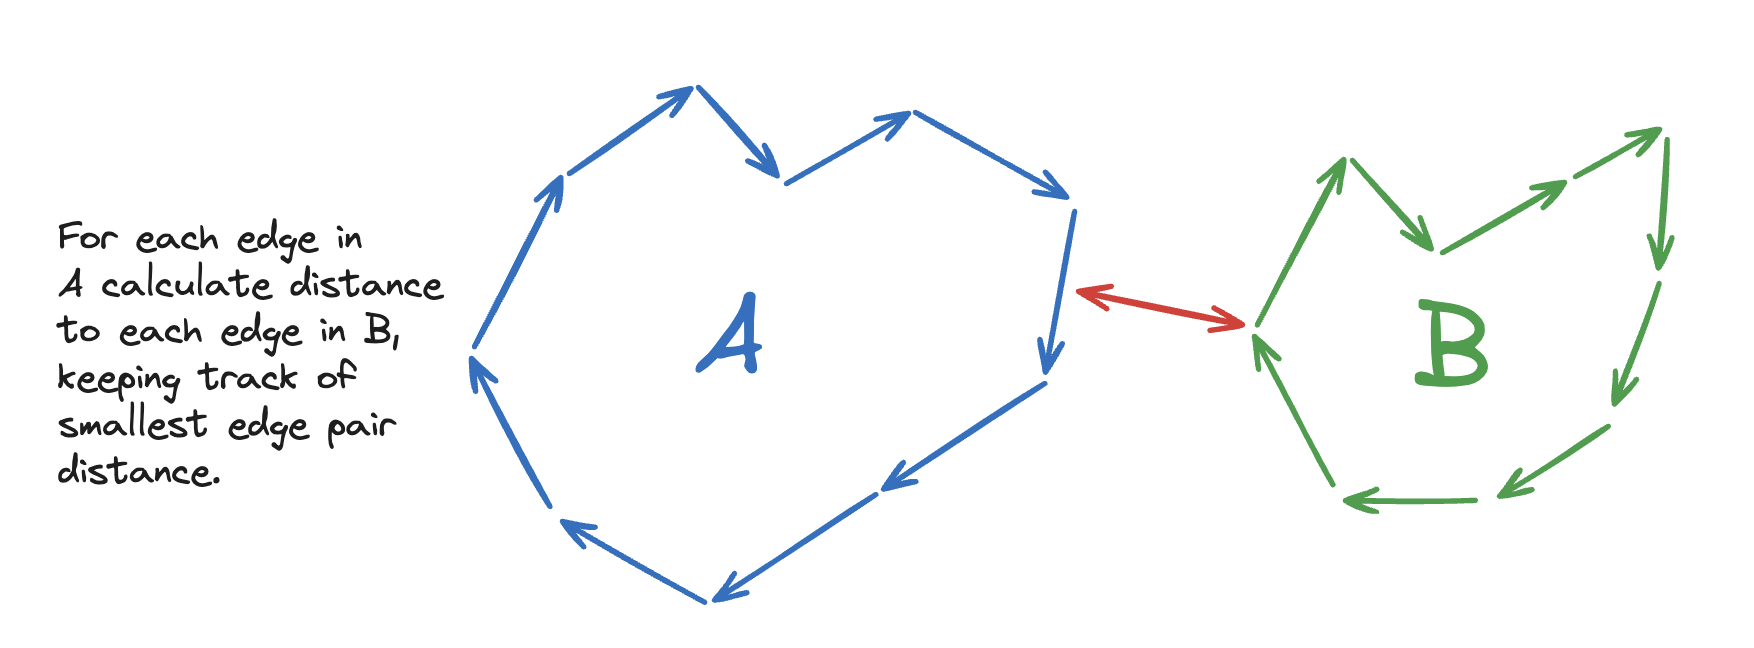 For each edge in
A calculate distance
to each edge in B,
keeping track of
smallest edge pair
distance.
A
B